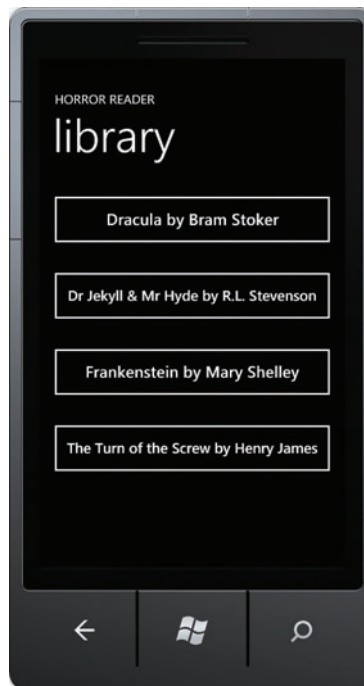 HORROR READER
library
Dracula by Bram Stoker
Dr Jekyll & Mr Hyde by R.L. Stevenson
Frankenstein by Mary Shelley
The Turn of the Screw by Henry James